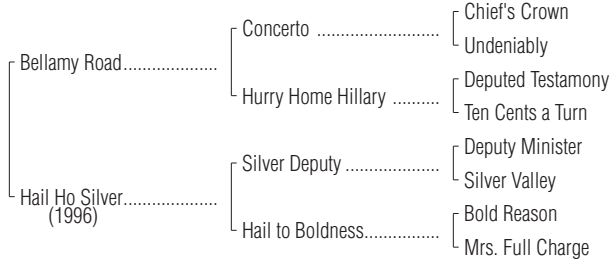 Chief's Crown
Concerto ........................
Undeniably
Bellamy Road....................
Deputed Testamony
Hurry Home Hillary ..........
Ten Cents a Turn
Deputy Minister
Silver Deputy ....................
Silver Valley
Hail Ho Silver....................
(1996)
Bold Reason
Hail to Boldness................
Mrs. Full Charge